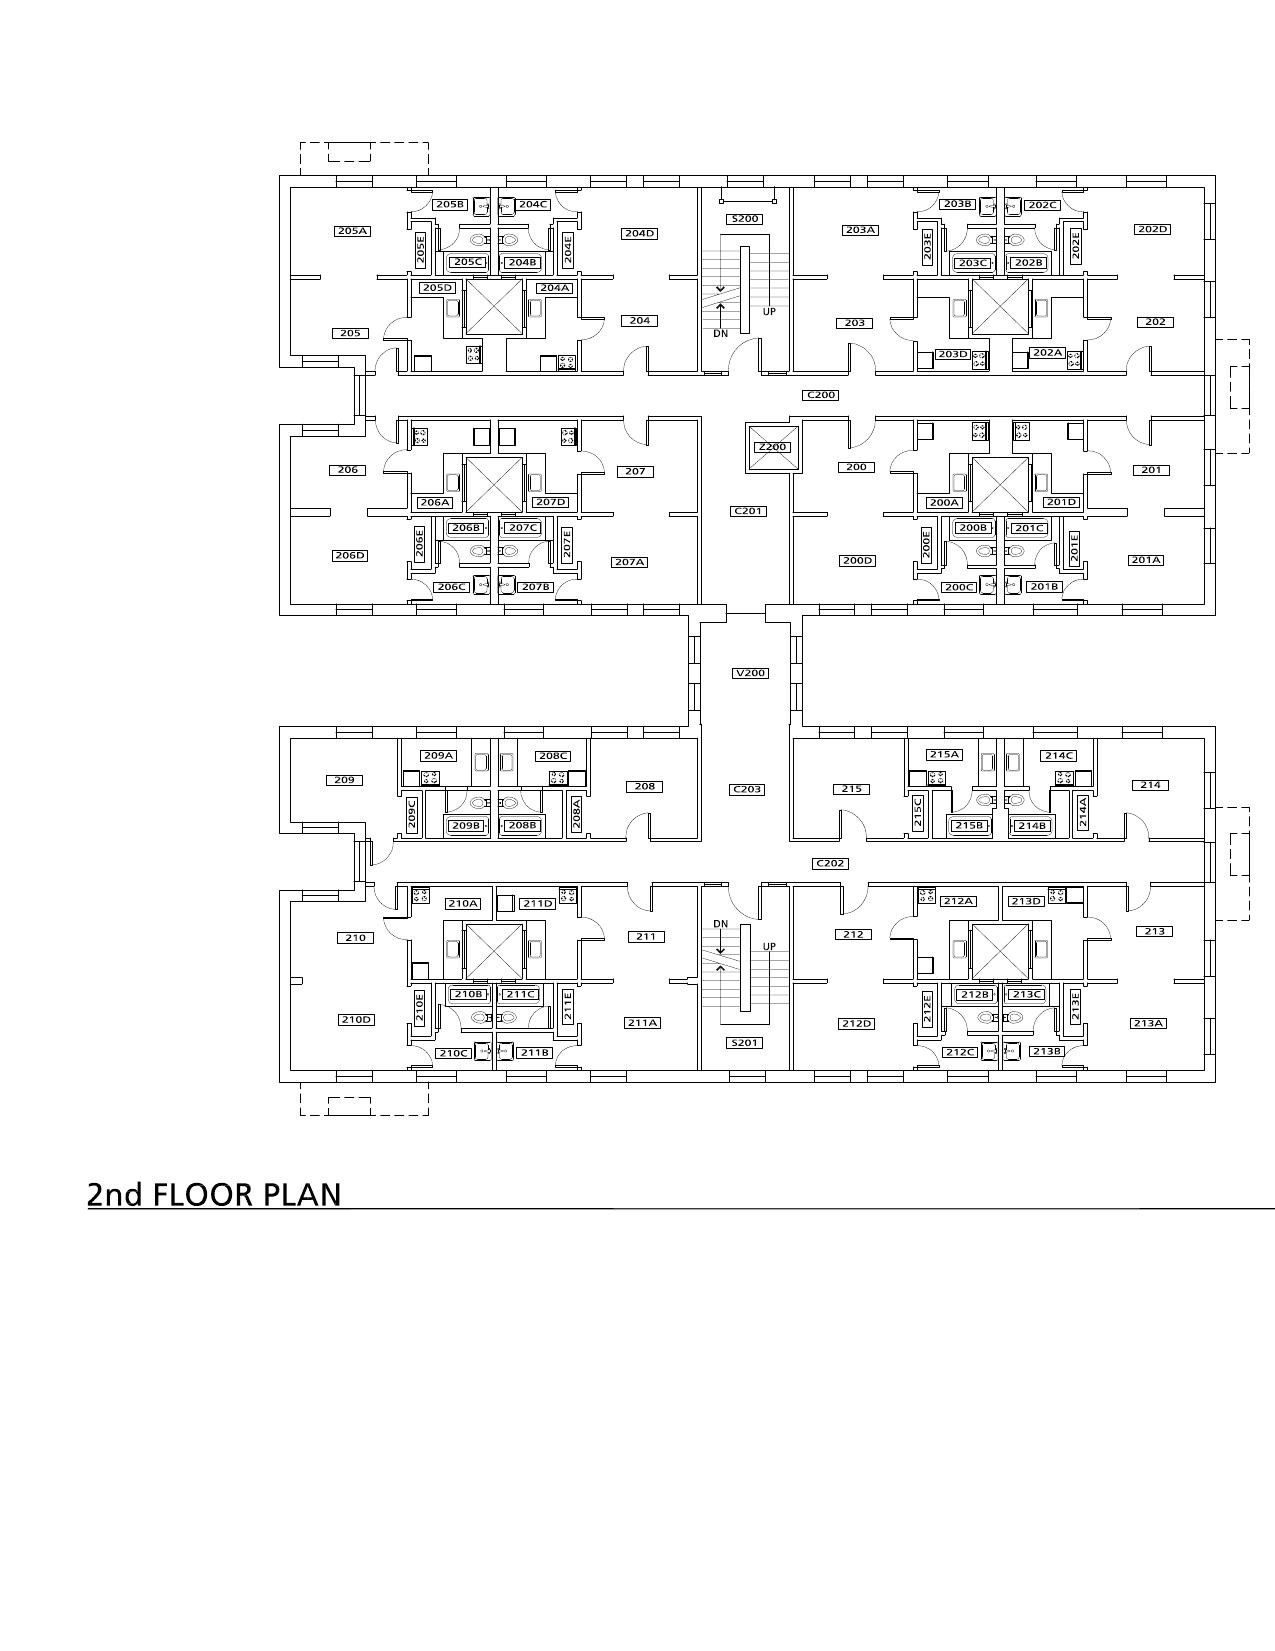 205B 204C 203B 202C
205A 204D S200 203A 202D
205E 204E 203E 202E
205C 204B 203C 202B
205D 204A
205 204 UP 203 202
DN
203D 202A
C200
206 207 Z200 200 201
206A 207D 200A 201D
C201
206B 207C 200B 201C
206E 207E 200E 201E
206D 207A 200D 201A
206C 207B 200C 201B
V200
209A 208C 215A 214C
209 208 C203 215 214
209C 208A 215C 214A
209B 208B 215B 214B
C202
210A 211D 212A 213D
DN
210 211 UP 212 213
210B 211C 212B 213C
210E 211E 212E 213E
210D 211A 212D 213A
S201
210C 211B 212C 213B
2nd FLOOR PLAN